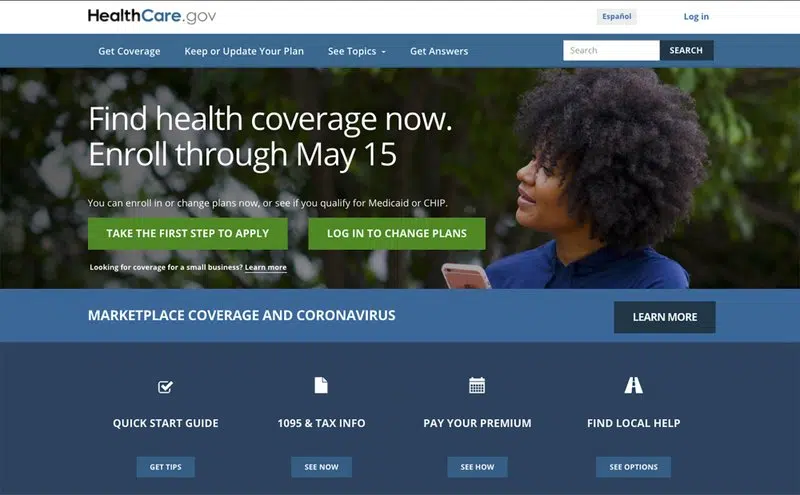 HealthCare.gov
Español
Log in
Get Coverage
Keep or Update Your Plan
See Topics
Get Answers
Search
SEARCH
Find health coverage now.
Enroll through May 15
You can enroll in or change plans now, or see if you qualify for Medicaid or CHIP.
TAKE THE FIRST STEP TO APPLY
LOG IN TO CHANGE PLANS
Looking for coverage for a small business? Learn more
MARKETPLACE COVERAGE AND CORONAVIRUS
LEARN MORE
QUICK START GUIDE
1095 & TAX INFO
PAY YOUR PREMIUM
FIND LOCAL HELP
GET TIPS
SEE NOW
SEE HOW
SEE OPTIONS